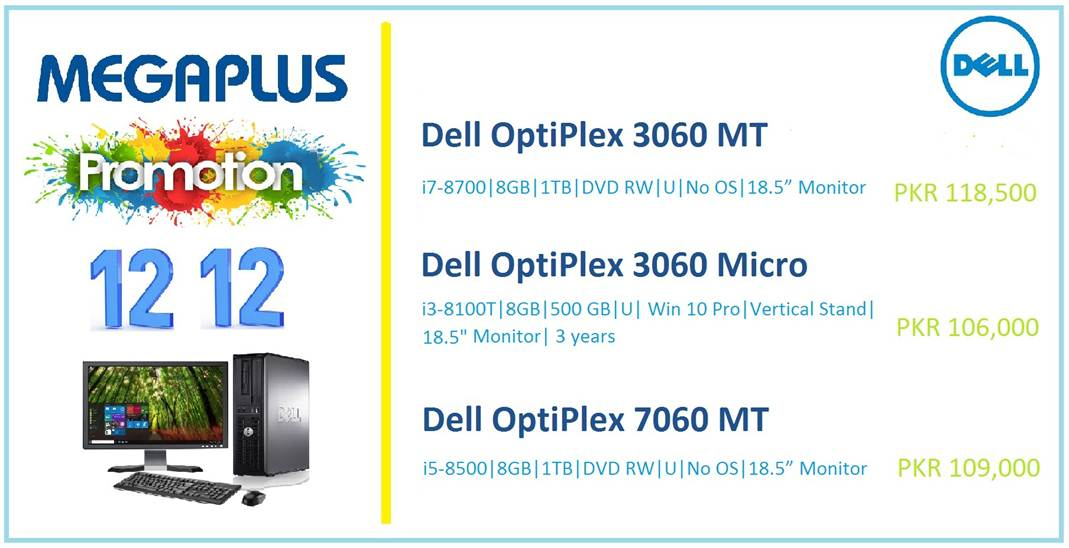 MEGAPLUS
Promotion
12 12
DELL
DELL
Dell OptiPlex 3060 MT
i7-8700|8GB|1TB|DVD RW|U|No OS|18.5” Monitor
PKR 118,500
Dell OptiPlex 3060 Micro
i3-8100T|8GB|500 GB|U| Win 10 Pro|Vertical Stand|
18.5" Monitor| 3 years
PKR 106,000
Dell OptiPlex 7060 MT
i5-8500|8GB|1TB|DVD RW|U|No OS|18.5” Monitor
PKR 109,000